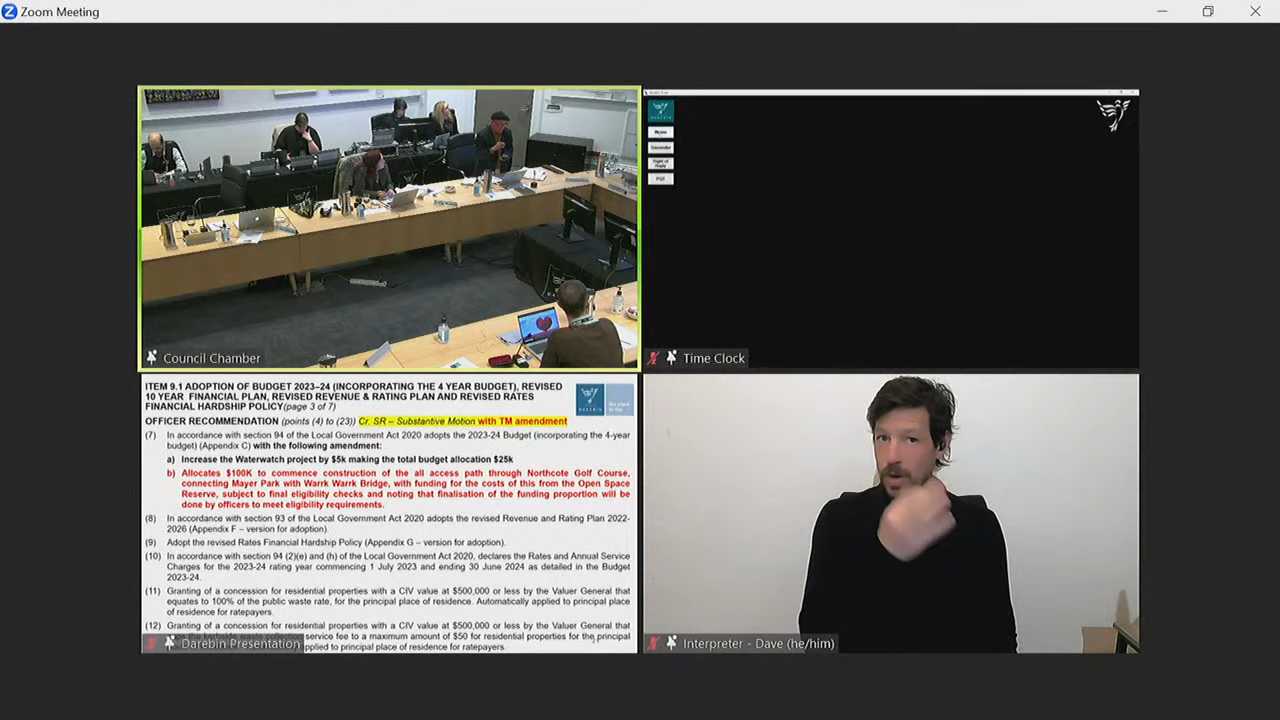 Zoom Meeting
Council Chamber
DAREBIN
Mover
Seconder
Right of
Reply
Time Clock
ITEM 9.1 ADOPTION OF BUDGET 2023–24 (INCORPORATING THE 4 YEAR BUDGET), REVISED
10 YEAR FINANCIAL PLAN, REVISED REVENUE & RATING PLAN AND REVISED RATES
FINANCIAL HARDSHIP POLICY(page 3 of 7)
OFFICER RECOMMENDATION (points (4) to (23)) Cr. SR – Substantive Motion with TM amendment
(7) In accordance with section 94 of the Local Government Act 2020 adopts the 2023-24 Budget (incorporating the 4-year
budget) (Appendix C) with the following amendment:
a) Increase the Waterwatch project by $5k making the total budget allocation $25k
b) Allocates $100K to commence construction of the all access path through Northcote Golf Course,
connecting Mayer Park with Warrk Warrk Bridge, with funding for the costs of this from the Open Space
Reserve, subject to final eligibility checks and noting that finalisation of the funding proportion will be
done by officers to meet eligibility requirements.
(8) In accordance with section 93 of the Local Government Act 2020 adopts the revised Revenue and Rating Plan 2022-
2026 (Appendix F – version for adoption).
(9) Adopt the revised Rates Financial Hardship Policy (Appendix G – version for adoption).
(10) In accordance with section 94 (2)(e) and (h) of the Local Government Act 2020, declares the Rates and Annual Service
Charges for the 2023-24 rating year commencing 1 July 2023 and ending 30 June 2024 as detailed in the Budget
2023-24.
(11) Granting of a concession for residential properties with a CIV value at $500,000 or less by the Valuer General that
equates to 100% of the public waste rate, for the principal place of residence. Automatically applied to principal place
of residence for ratepayers.
(12) Granting of a concession for residential properties with a CIV value at $500,000 or less by the Valuer General that
the kerbside waste collection service fee to a maximum amount of $50 for residential properties for the principal
applied to principal place of residence for ratepayers.
Darebin Presentation
Interpreter - Dave (he/him)